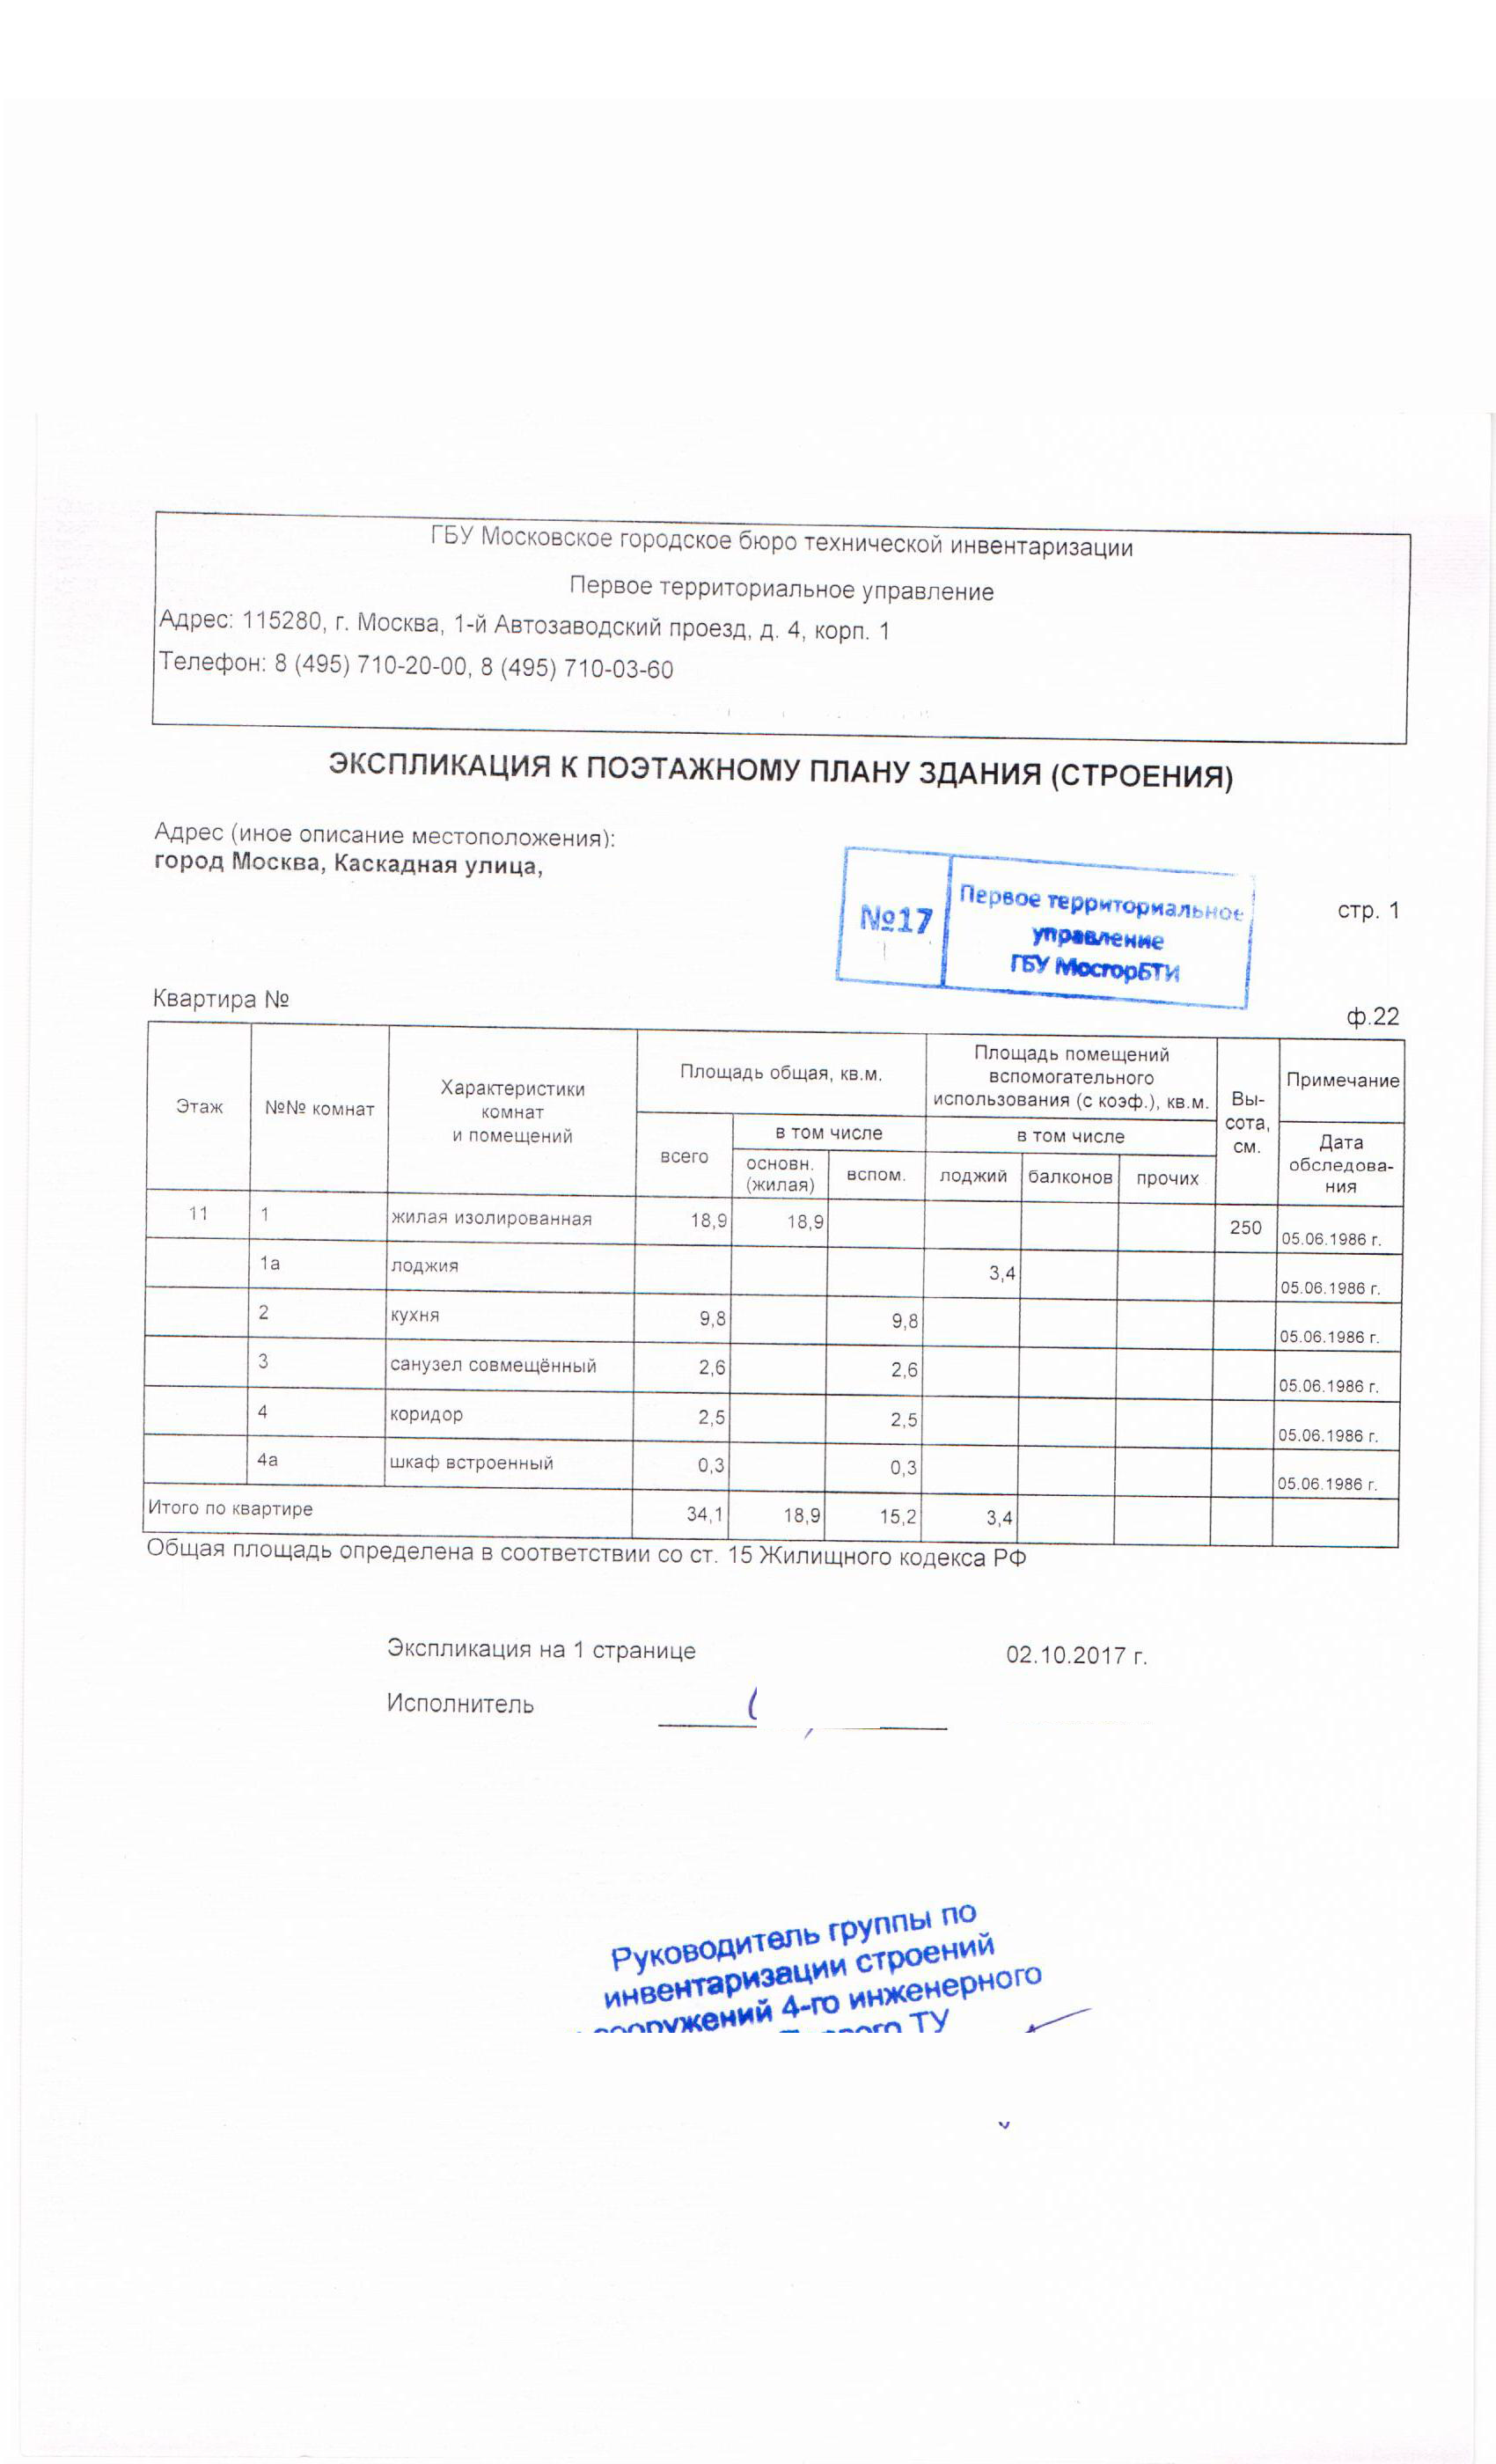 ГБУ Московское городское бюро технической инвентаризации
Первое территориальное управление
Адрес: 115280, г. Москва, 1-й Автозаводский проезд, д. 4, корп. 1
Телефон: 8 (495) 710-20-00, 8 (495) 710-03-60
ЭКСПЛИКАЦИЯ К ПОЭТАЖНОМУ ПЛАНУ ЗДАНИЯ (СТРОЕНИЯ)
Адрес (иное описание местоположения):
город Москва, Каскадная улица,
№17
Первое территориальное
управление
ГБУ МосгорБТИ
стр. 1
Квартира №
ф.22
Этаж
№№ комнат
Характеристики
комнат
и помещений
Площадь общая, кв.м.
всего
в том числе
основн.
(жилая)
вспом.
Площадь помещений
вспомогательного
использования (с коэф.), кв.м.
в том числе
лоджий
балконов
прочих
Вы-
сота,
см.
Примечание
Дата
обследова-
ния
11 1 жилая изолированная 18,9 18,9 250 05.06.1986 г.
1а лоджия 3,4 05.06.1986 г.
2 кухня 9,8 9,8 05.06.1986 г.
3 санузел совмещённый 2,6 2,6 05.06.1986 г.
4 коридор 2,5 2,5 05.06.1986 г.
4а шкаф встроенный 0,3 0,3 05.06.1986 г.
Итого по квартире 34,1 18,9 15,2 3,4
Общая площадь определена в соответствии со ст. 15 Жилищного кодекса РФ
Экспликация на 1 странице 02.10.2017 г.
Исполнитель
Руководитель группы по
инвентаризации строений
сооружений 4-го инженерного
ТУ